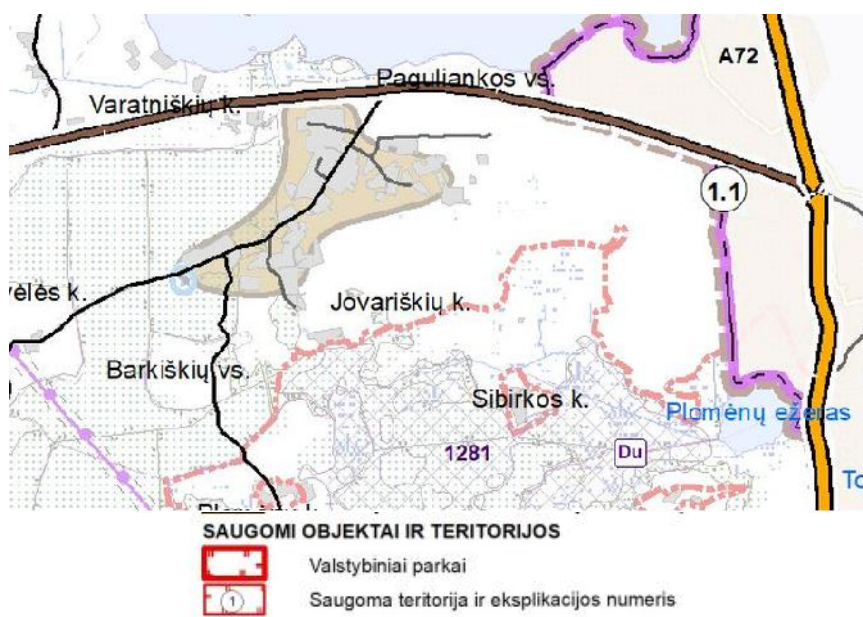 A72
Paguliankos vs.
Varatniškių k.
1.1
vėlės k.
Jovariškių k.
Barkiškių vs.
Sibirkos k.
Plomėnų ežeras
1281
Du
To
SAUGOMI OBJEKTAI IR TERITORIJOS
Valstybiniai parkai
1
Saugoma teritorija ir eksplikacijos numeris